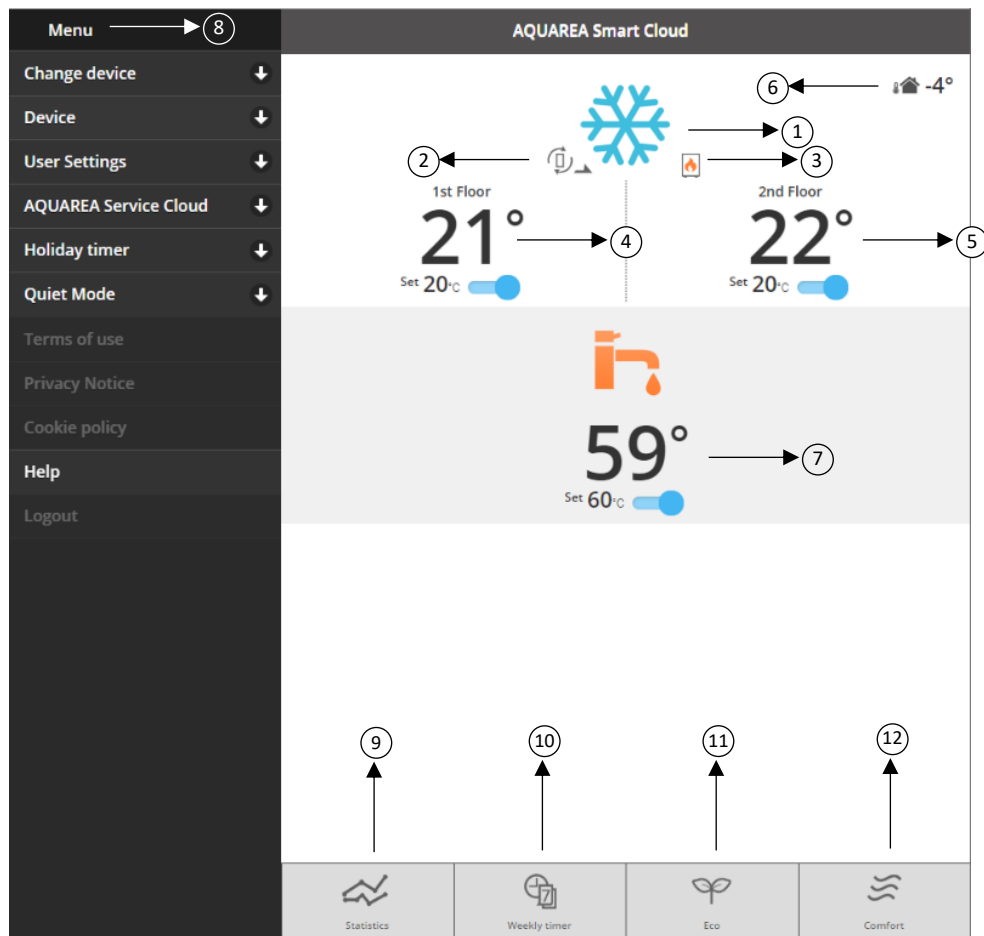 Menu
8
AQUAREA Smart Cloud
Change device
Device
User Settings
AQUAREA Service Cloud
Holiday timer
Quiet Mode
Terms of use
Privacy Notice
Cookie policy
Help
Logout
6
-4°
1
2
3
1st Floor
21°
4
Set 20°C
2nd Floor
22°
5
Set 20°C
59°
7
Set 60°C
9
10
11
12
7
Statistics
Weekly timer
Eco
Comfort